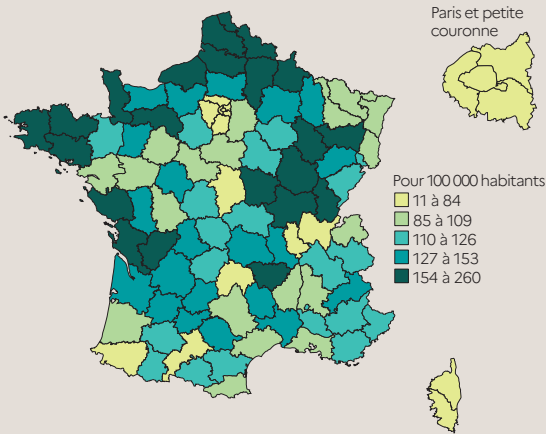 Paris et petite
couronne
Pour 100 000 habitants
11 à 84
85 à 109
110 à 126
127 à 153
154 à 260